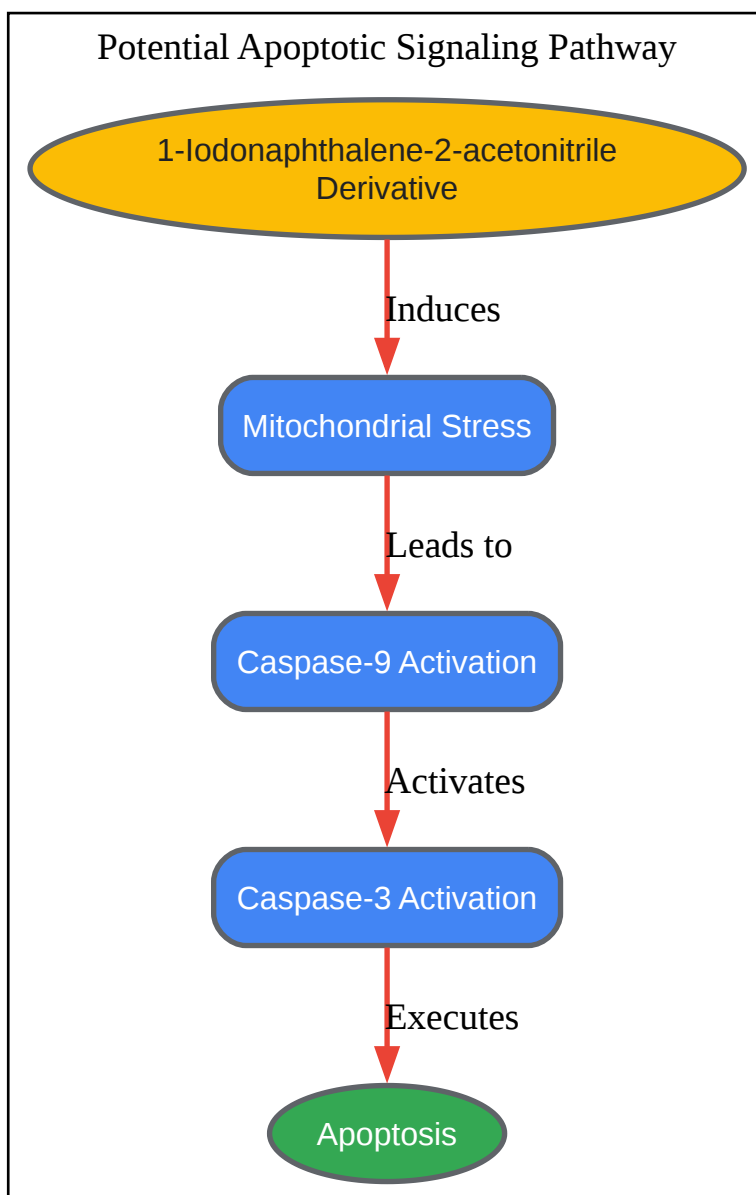 Potential Apoptotic Signaling Pathway
1-Iodonaphthalene-2-acetonitrile
Derivative
Induces
Mitochondrial Stress
Leads to
Caspase-9 Activation
Activates
Caspase-3 Activation
Executes
Apoptosis